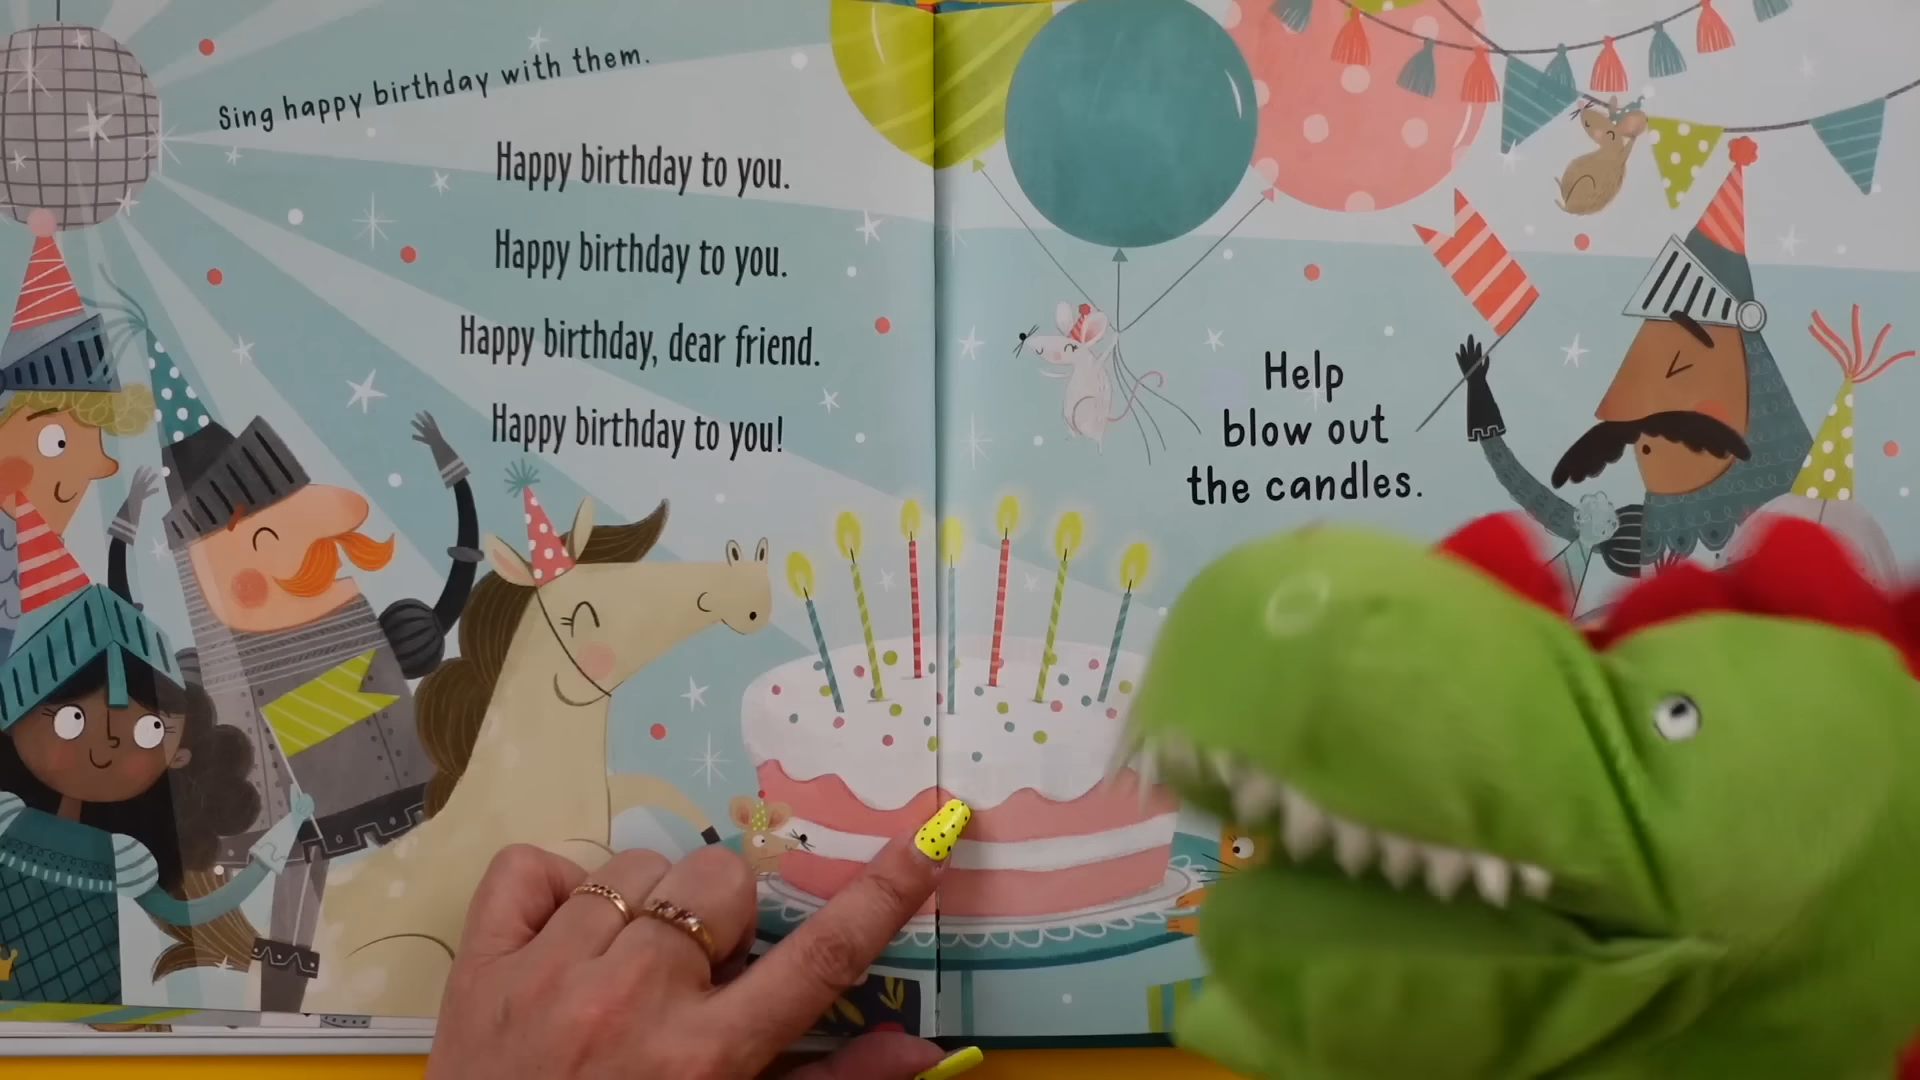 Sing happy birthday with them.
Happy birthday to you.
Happy birthday to you.
Happy birthday, dear friend.
Happy birthday to you!
Help
blow out
the candles.